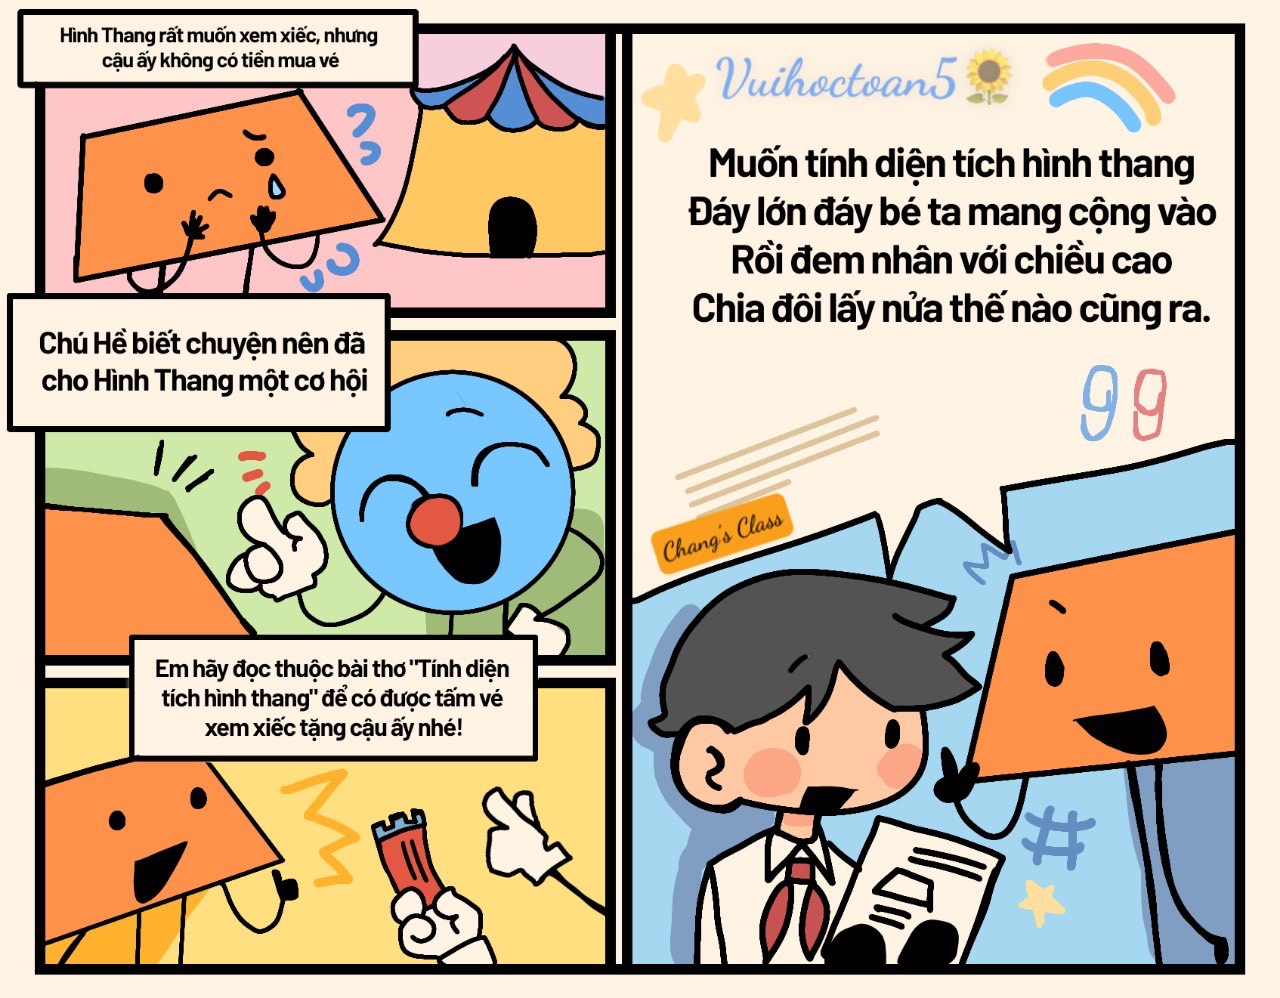 Hình Thang rất muốn xem xiếc, nhưng
cậu ấy không có tiền mua vé
Chú Hề biết chuyện nên đã
cho Hình Thang một cơ hội
Em hãy đọc thuộc bài thơ "Tính diện
tích hình thang" để có được tấm vé
xem xiếc tặng cậu ấy nhé!
Vuihoctoan5
Muốn tính diện tích hình thang
Đáy lớn đáy bé ta mang cộng vào
Rồi đem nhân với chiều cao
Chia đôi lấy nửa thế nào cũng ra.
Chang's Class